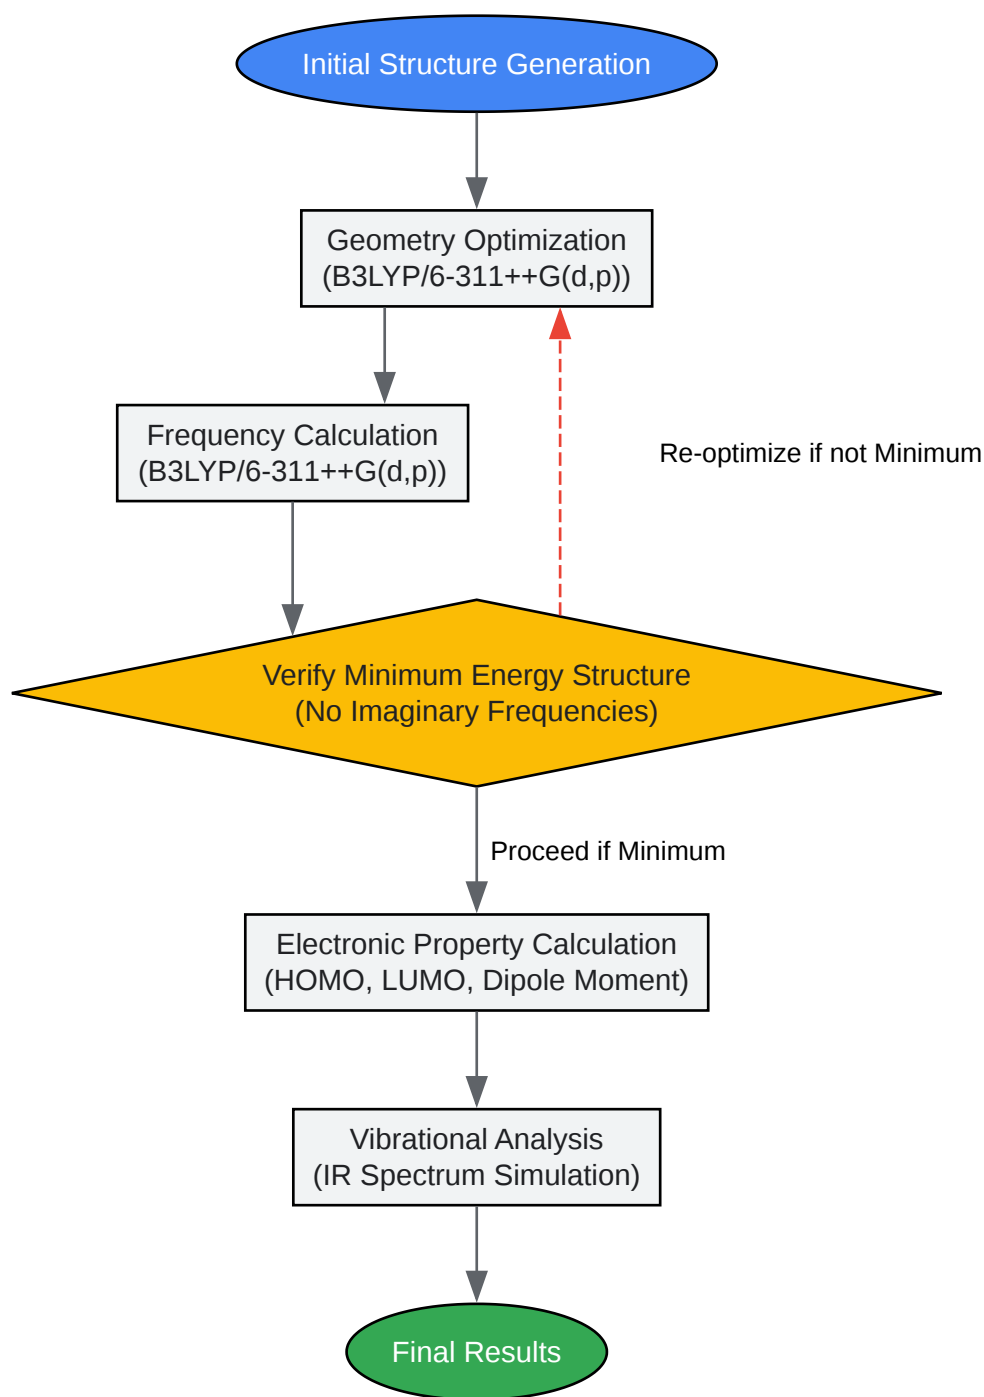 Initial Structure Generation
Geometry Optimization
(B3LYP/6-311++G(d,p))
Frequency Calculation
(B3LYP/6-311++G(d,p))
Re-optimize if not Minimum
Verify Minimum Energy Structure
(No Imaginary Frequencies)
Proceed if Minimum
Electronic Property Calculation
(HOMO, LUMO, Dipole Moment)
Vibrational Analysis
(IR Spectrum Simulation)
Final Results